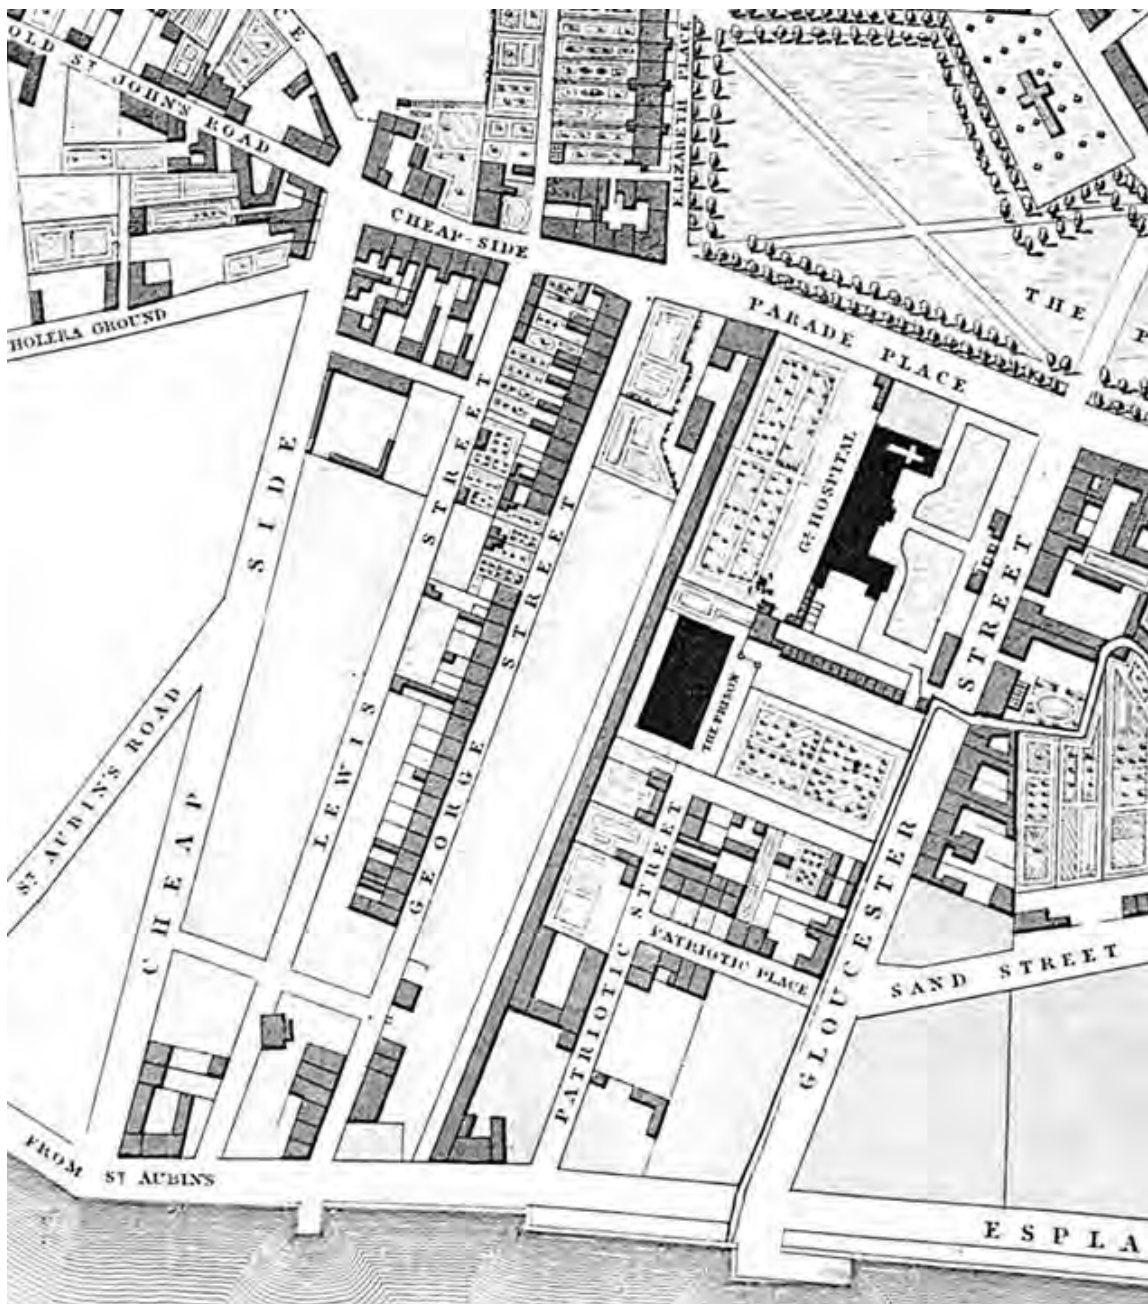 OLD ST. JOHN'S ROAD
CE
ELIZABETH PLACE
CHEAP-SIDE
THE
P
PARADE PLACE
HOLERA GROUND
GL. HOSPITAL
CHEAP SIDE
LEWIS STREET
GEORGE STREET
THE PRISON
GLOUCESTER STREET
ST. AUBIN'S ROAD
PATRIOTIC STREET
PATRIOTIC PLACE
SAND STREET
FROM ST AUBINS
ESPLA